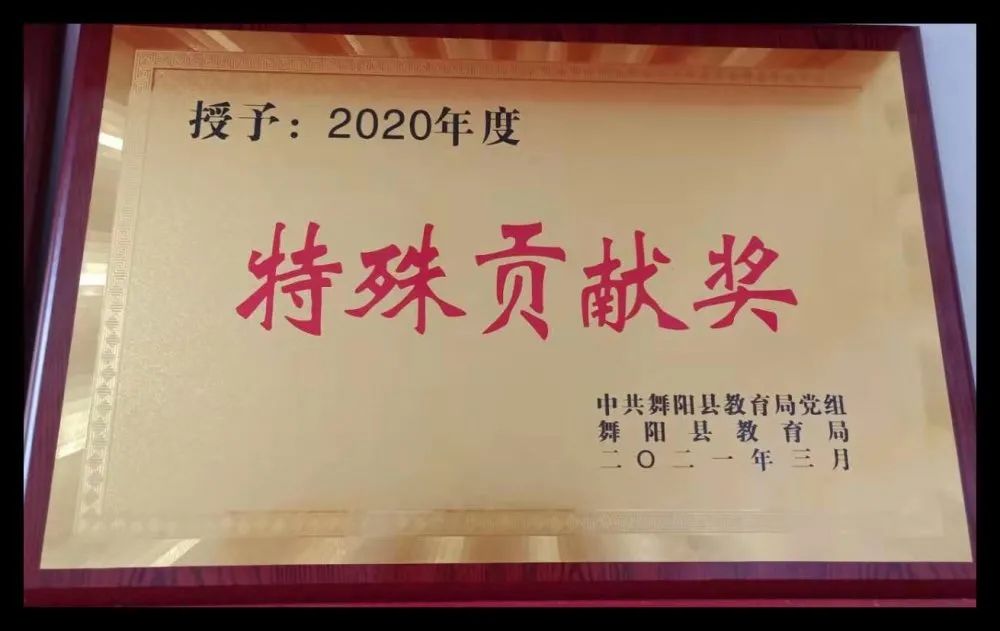 授予：2020年度
特殊贡献奖
中共舞阳县教育局党组
舞阳县教育局
二〇二一年三月